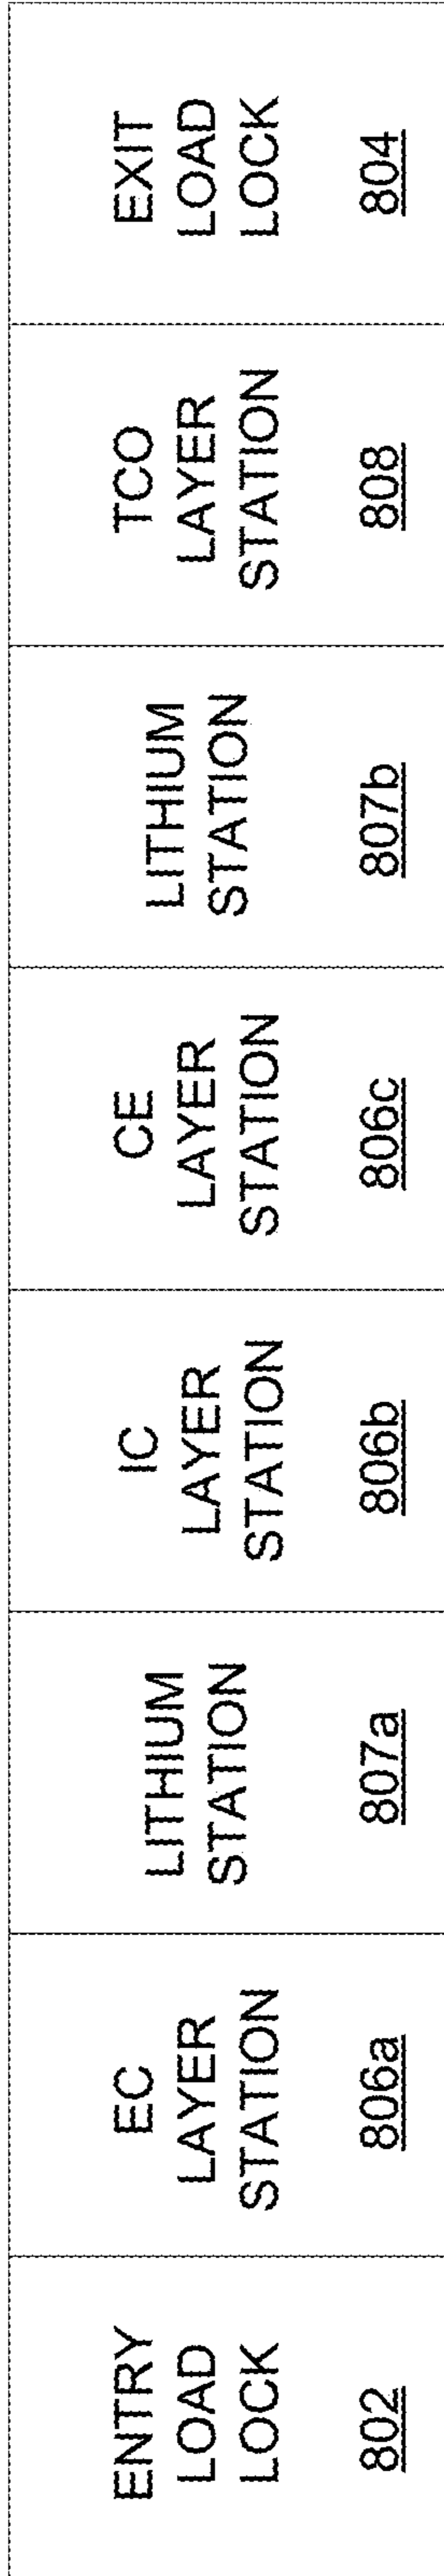 ENTRY
LOAD
LOCK
802
EC
LAYER
STATION
806a
LITHIUM
STATION
807a
IC
LAYER
STATION
806b
CE
LAYER
STATION
806c
LITHIUM
STATION
807b
TCO
LAYER
STATION
808
EXIT
LOAD
LOCK
804